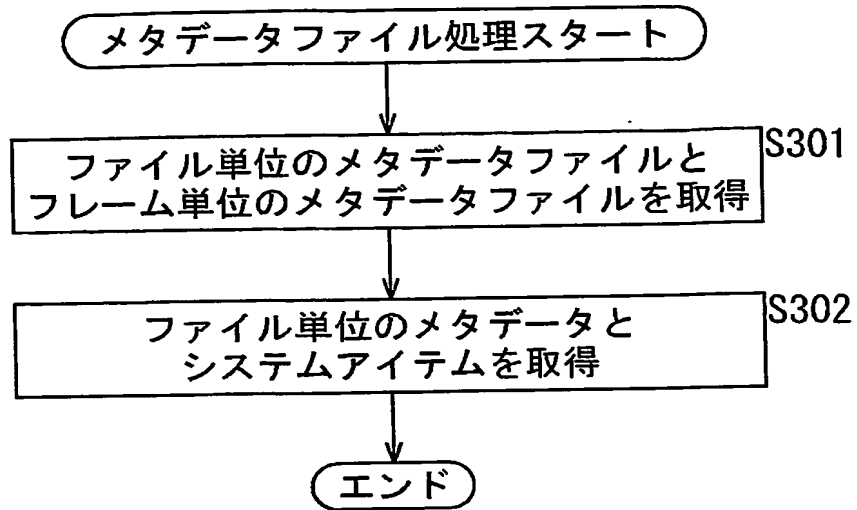 メタデータファイル処理スタート
S301
ファイル単位のメタデータファイルと
フレーム単位のメタデータファイルを取得
S302
ファイル単位のメタデータと
システムアイテムを取得
エンド